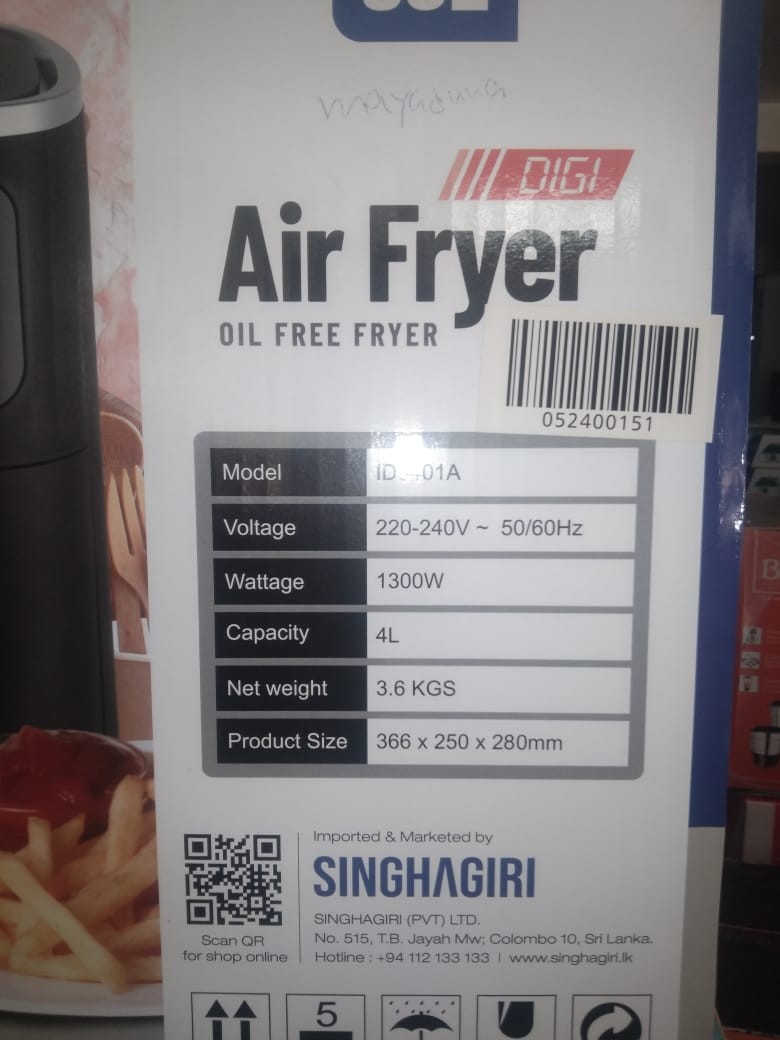 DIGI
Air Fryer
OIL FREE FRYER
052400151
Model
Voltage 220-240V ~ 50/60Hz
Wattage 1300W
Capacity 4L
Net weight 3.6 KGS
Product Size 366 x 250 x 280mm
Imported & Marketed by
SINGHAGIRI
SINGHAGIRI (PVT) LTD.
No. 515, T.B. Jayah Mw; Colombo 10, Sri Lanka.
Hotline : +94 112 133 133 | www.singhagiri.lk
Scan QR
for shop online
5